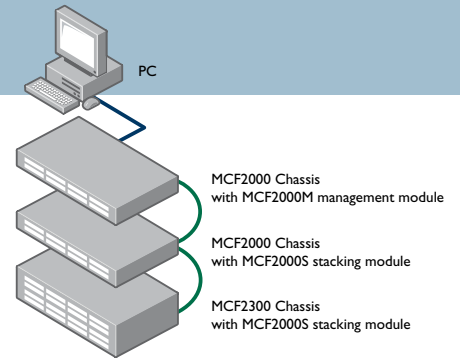 PC
MCF2000 Chassis
with MCF2000M management module
MCF2000 Chassis
with MCF2000S stacking module
MCF2300 Chassis
with MCF2000S stacking module